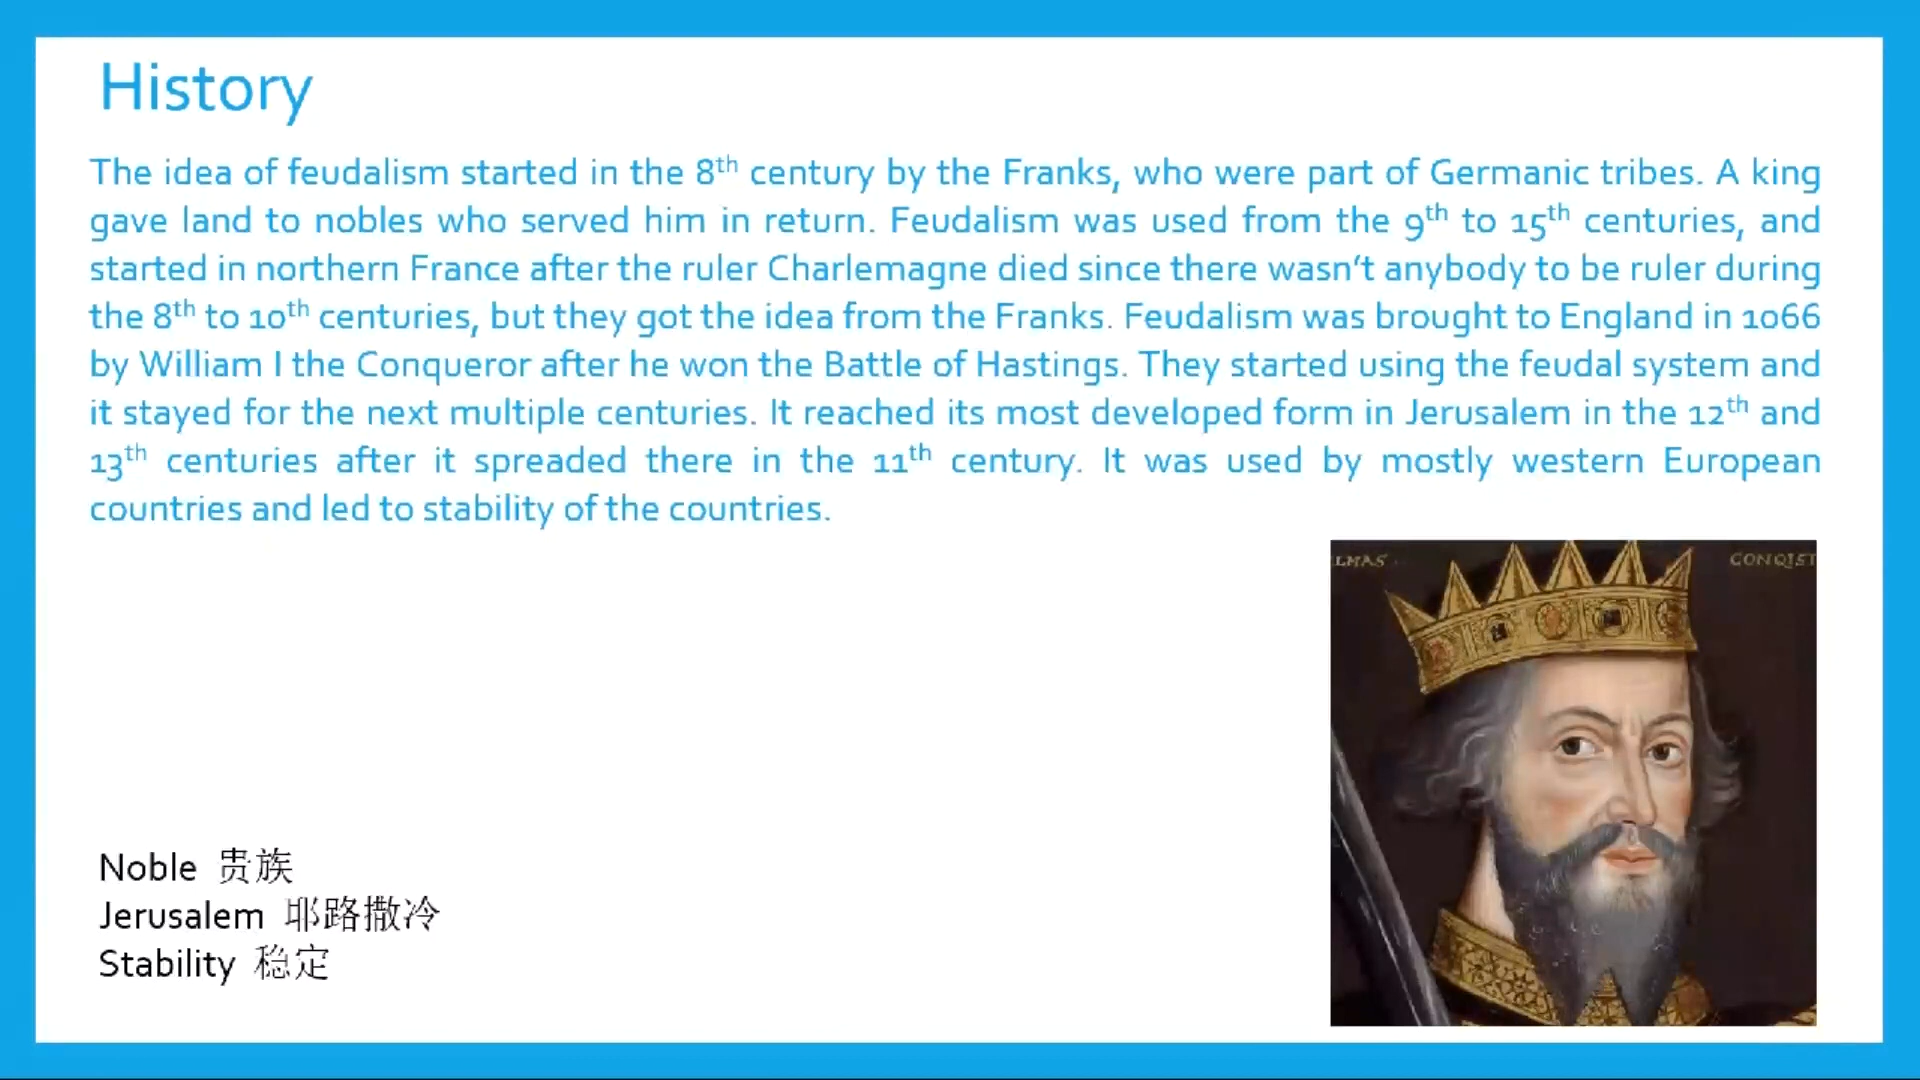 History
The idea of feudalism started in the 8th century by the Franks, who were part of Germanic tribes. A king
gave land to nobles who served him in return. Feudalism was used from the 9th to 15th centuries, and
started in northern France after the ruler Charlemagne died since there wasn't anybody to be ruler during
the 8th to 10th centuries, but they got the idea from the Franks. Feudalism was brought to England in 1066
by William I the Conqueror after he won the Battle of Hastings. They started using the feudal system and
it stayed for the next multiple centuries. It reached its most developed form in Jerusalem in the 12th and
13th centuries after it spreaded there in the 11th century. It was used by mostly western European
countries and led to stability of the countries.
LMAS CONQIST
Noble 贵族
Jerusalem 耶路撒冷
Stability 稳定